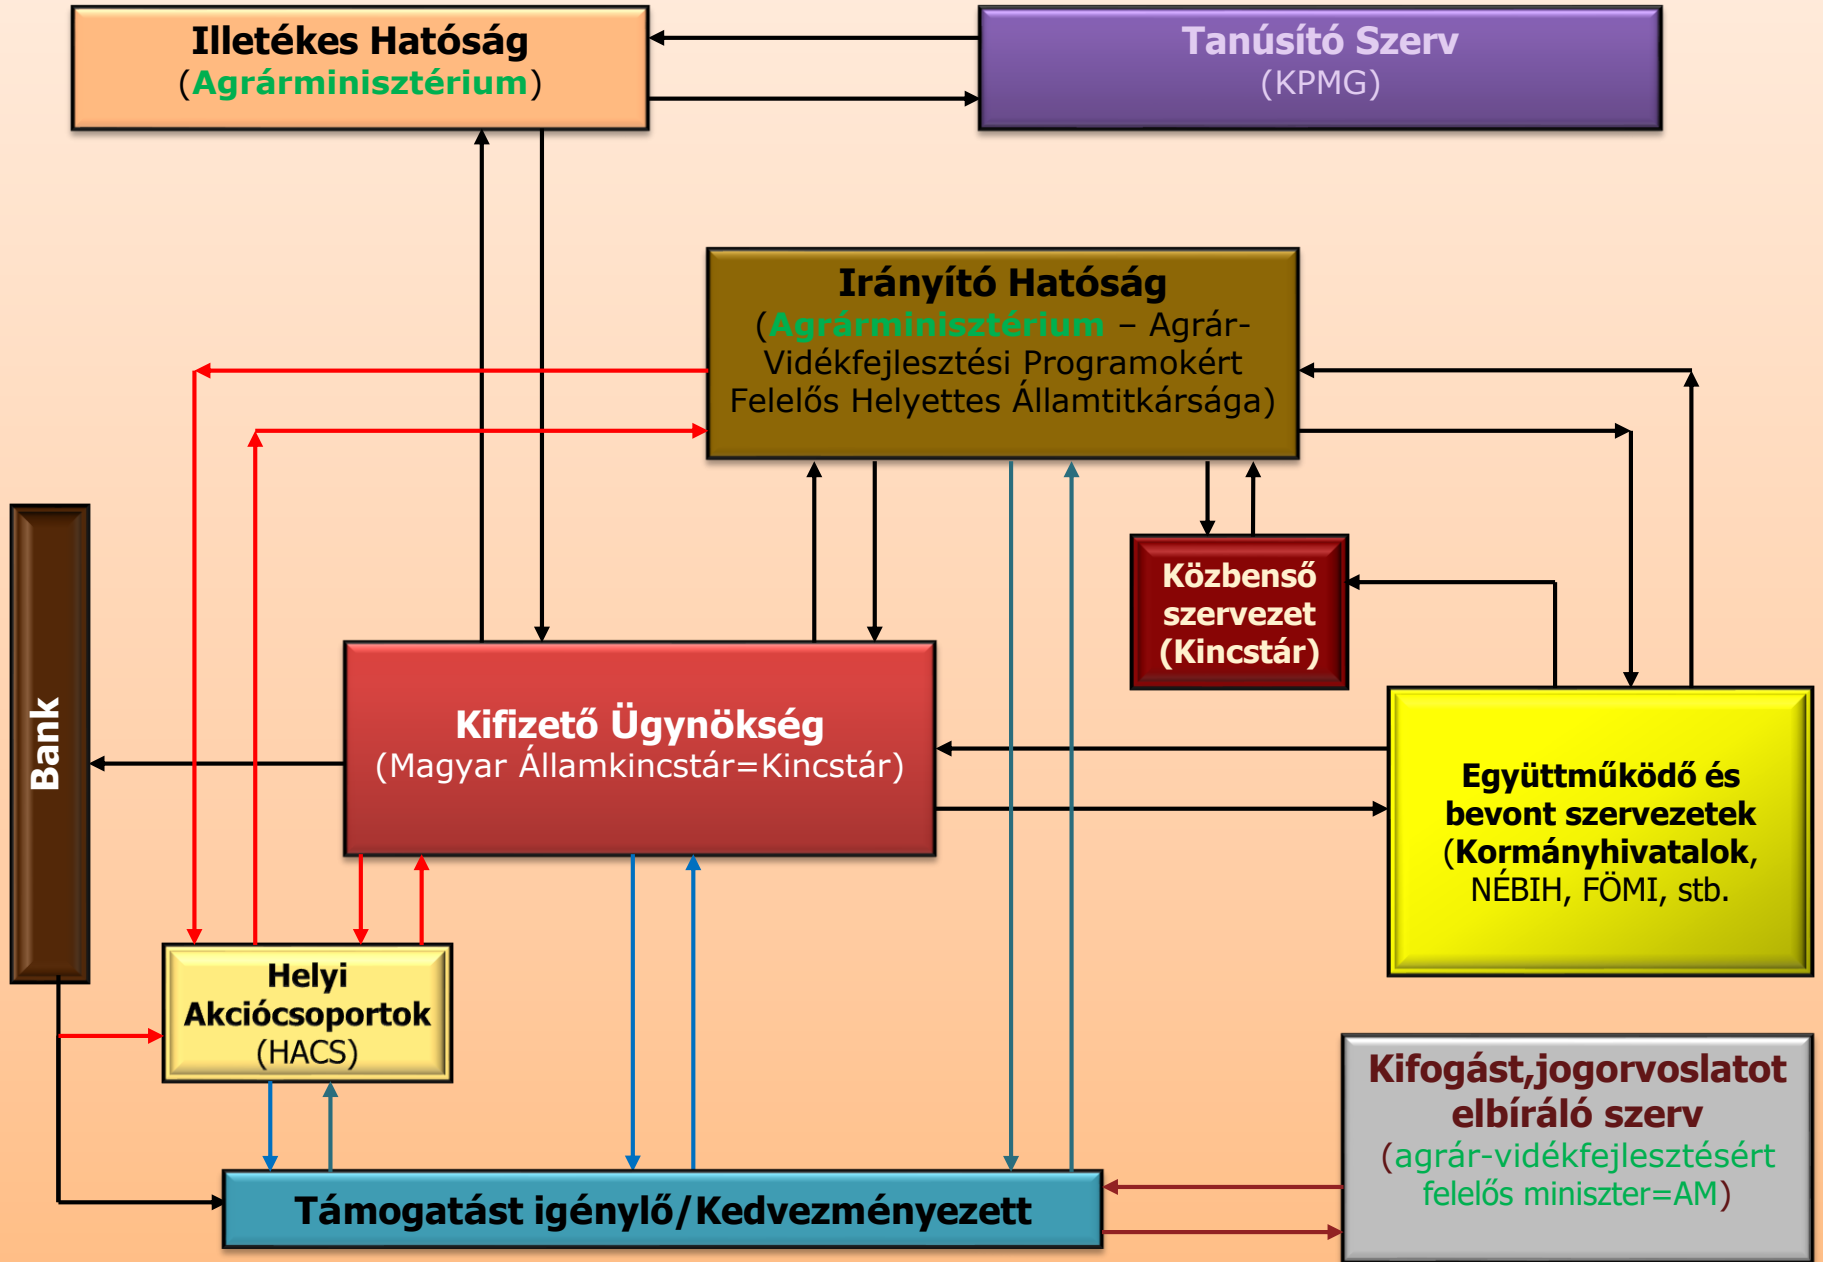 Illetékes Hatóság
(Agrárminisztérium)
Tanúsító Szerv
(KPMG)
Irányító Hatóság
(Agrárminisztérium – Agrár-
Vidékfejlesztési Programokért
Felelős Helyettes Államtitkársága)
Közbenső
szervezet
(Kincstár)
Bank
Kifizető Ügynökség
(Magyar Államkincstár=Kincstár)
Együttműködő és
bevont szervezetek
(Kormányhivatalok,
NÉBIH, FÖMI, stb.
Helyi
Akciócsoportok
(HACS)
Kifogást,jogorvoslatot
elbíráló szerv
(agrár-vidékfejlesztésért
felelős miniszter=AM)
Támogatást igénylő/Kedvezményezett